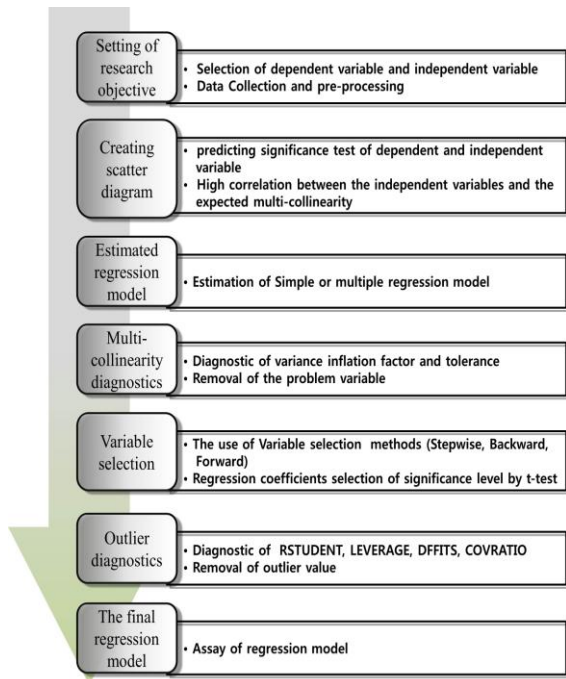 Setting of
research
objective
• Selection of dependent variable and independent variable
• Data Collection and pre-processing
Creating
scatter
diagram
• predicting significance test of dependent and independent
variable
• High correlation between the independent variables and the
expected multi-collinearity
Estimated
regression
model
• Estimation of Simple or multiple regression model
Multi-
collinearity
diagnostics
• Diagnostic of variance inflation factor and tolerance
• Removal of the problem variable
Variable
selection
• The use of Variable selection methods (Stepwise, Backward,
Forward)
• Regression coefficients selection of significance level by t-test
Outlier
diagnostics
• Diagnostic of RSTUDENT, LEVERAGE, DFFITS, COVRATIO
• Removal of outlier value
The final
regression
model
• Assay of regression model